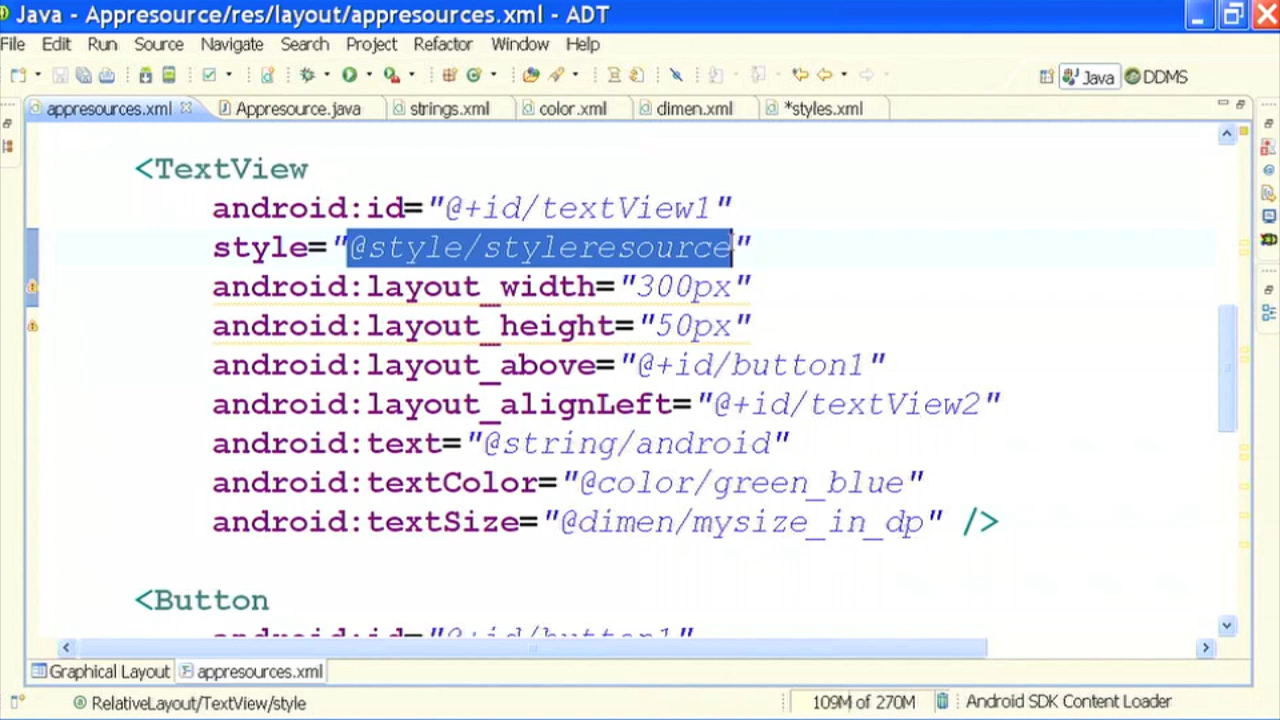 Java - Appresource/res/layout/appresources.xml - ADT
File Edit Run Source Navigate Search Project Refactor Window Help
Java DDMS
appresources.xml Appresource.java strings.xml color.xml dimen.xml *styles.xml
<TextView
android:id="@+id/textView1"
style="@style/styleresource"
android:layout_width="300px"
android:layout_height="50px"
android:layout_above="@+id/button1"
android:layout_alignLeft="@+id/textView2"
android:text="@string/android"
android:textColor="@color/green_blue"
android:textSize="@dimen/mysize_in_dp" />
<Button
android:id="@+id/button1"
Graphical Layout appresources.xml
RelativeLayout/TextView/style 109M of 270M Android SDK Content Loader